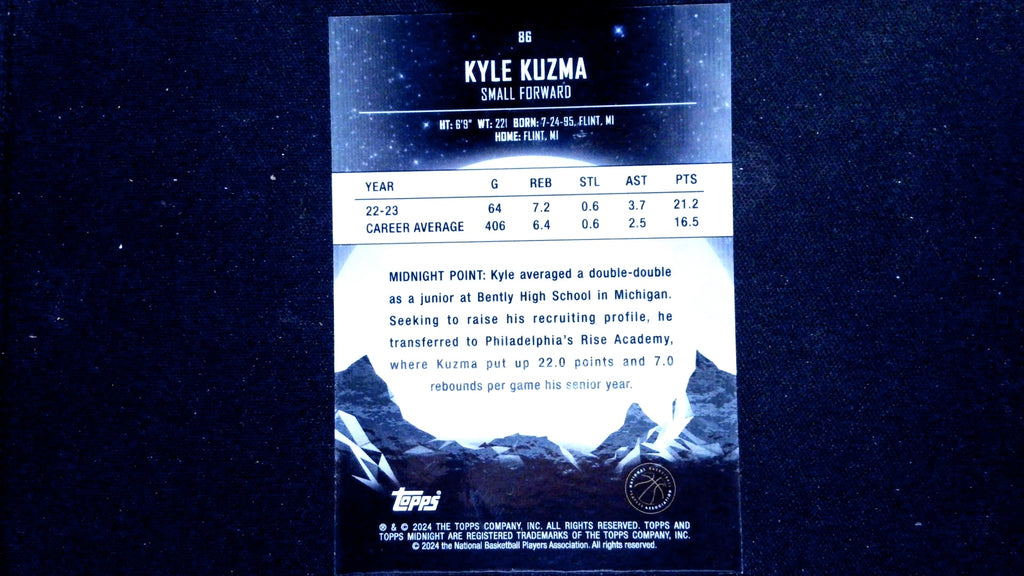 86
KYLE KUZMA
SMALL FORWARD
HT: 6'9" WT: 221 BORN: 7-24-95, FLINT, MI
HOME: FLINT, MI
YEAR G REB STL AST PTS
22-23 64 7.2 0.6 3.7 21.2
CAREER AVERAGE 406 6.4 0.6 2.5 16.5
MIDNIGHT POINT: Kyle averaged a double-double
as a junior at Bently High School in Michigan.
Seeking to raise his recruiting profile, he
transferred to Philadelphia's Rise Academy,
where Kuzma put up 22.0 points and 7.0
rebounds per game his senior year.
topps
NATIONAL BASKETBALL PLAYERS ASSOCIATION
® & © 2024 THE TOPPS COMPANY, INC. ALL RIGHTS RESERVED. TOPPS AND
TOPPS MIDNIGHT ARE REGISTERED TRADEMARKS OF THE TOPPS COMPANY, INC.
© 2024 the National Basketball Players Association. All rights reserved.